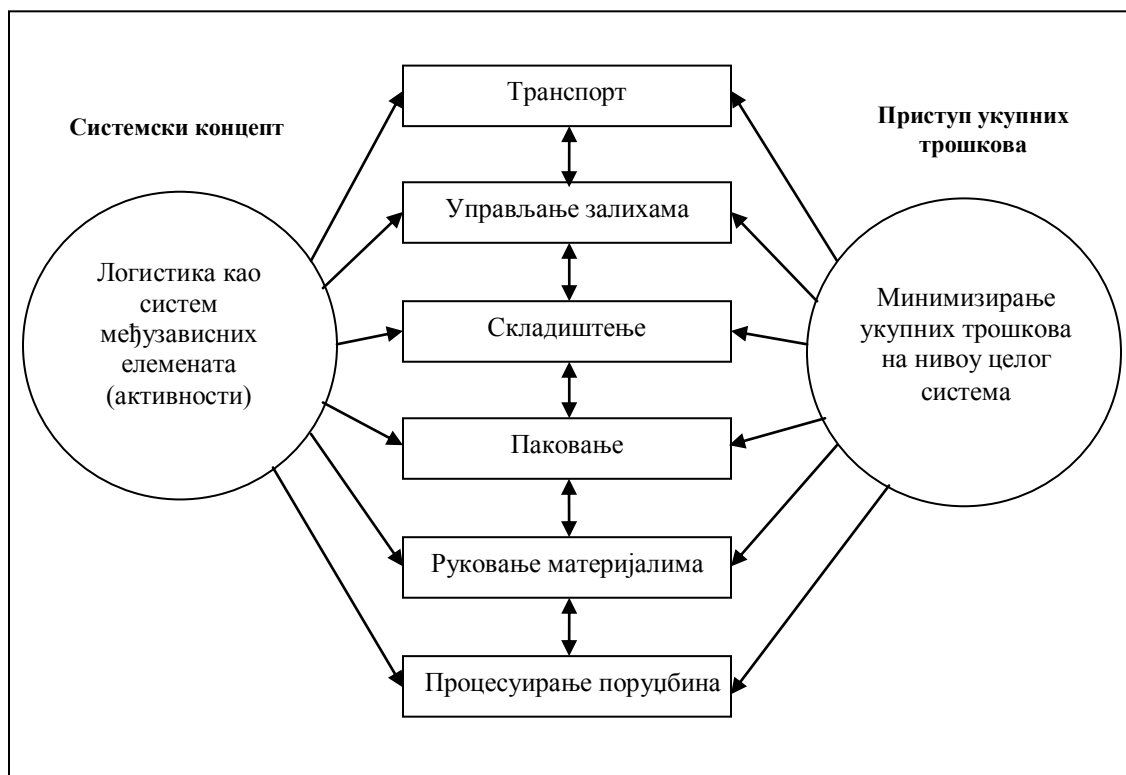 Системски концепт
Логистика као
систем
међузависних
елемената
(активности)
Транспорт
Управљање залихама
Складиштење
Паковање
Руковање материјалима
Процесуирање поруџбина
Приступ укупних
трошкова
Минимизирање
укупних трошкова
на нивоу целог
система